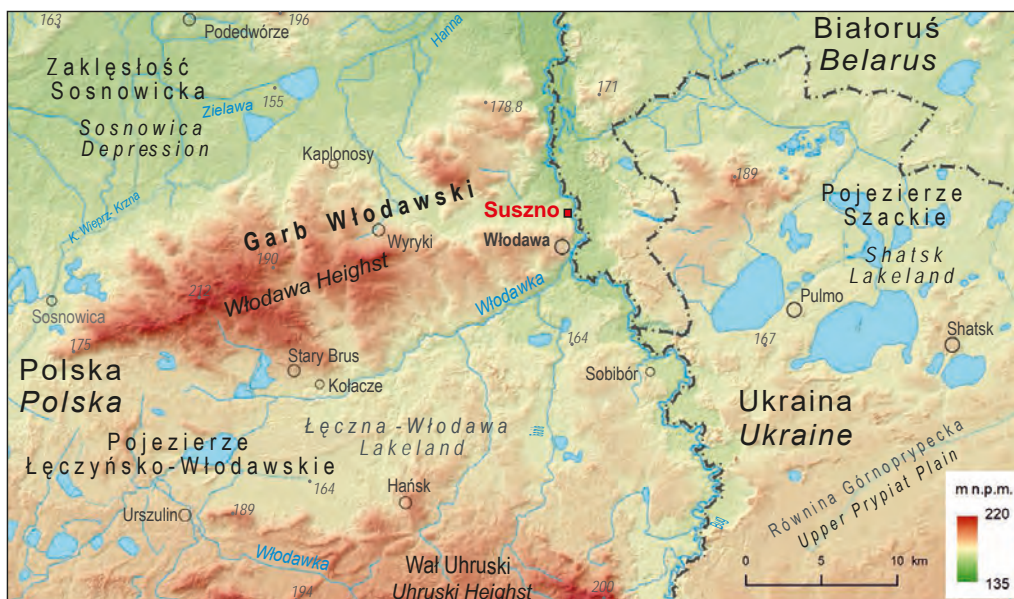 163
196
Podedwórze
Hanna
Białoruś
Belarus
Zaklęsłość
Sosnowicka
Zielawa
155
178.8
171
Sosnowica
Depression
Kaplonosy
189
Pojezierze
Szackie
K. Wieprz- Krzna
Garb Włodawski
Suszno
Wyryki
Włodawa
Shatsk
Lakeland
190
Włodawa Heighst
212
Włodawka
Pulmo
Sosnowica
175
164
167
Shatsk
Stary Brus
Sobibór
Polska
Polska
Kołacze
Ukraina
Ukraine
Łęczna-Włodawa
Lakeland
Pojezierze
Łęczyńsko-Włodawskie
164
Hańsk
Równina Górnoprypecka
Upper Prypiat Plain
Urszulin
189
m n.p.m.
220
135
Włodawka
Wał Uhruski
Uhruski Heighst
194
200
0 5 10 km